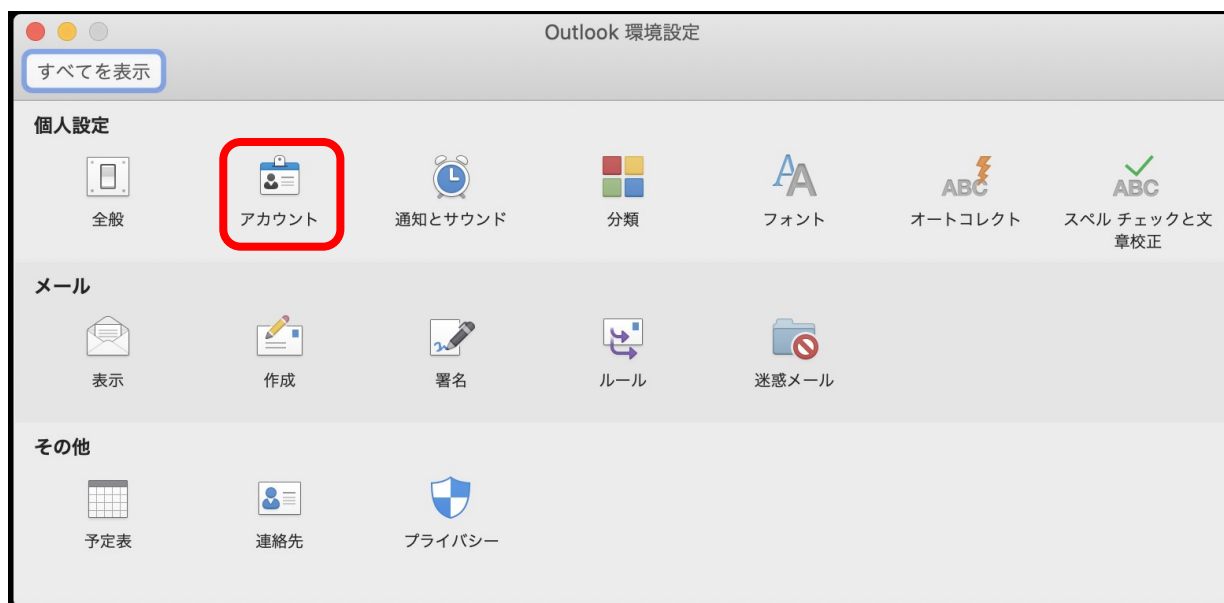 Outlook 環境設定
すべてを表示
個人設定
全般
アカウント
通知とサウンド
分類
フォント
ABC
オートコレクト
ABC
スペル チェックと文
章校正
メール
表示
作成
署名
ルール
迷惑メール
その他
予定表
連絡先
プライバシー